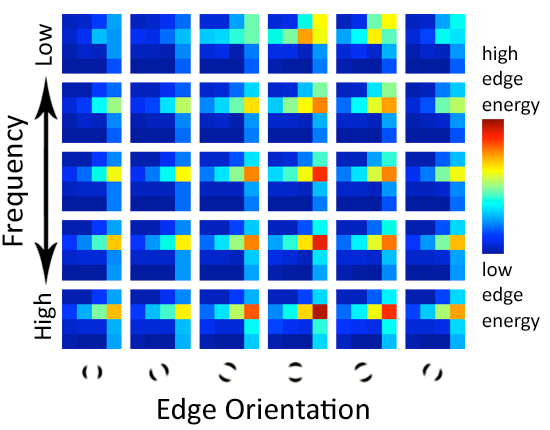 Low
Frequency
High
high
edge
energy
low
edge
energy
Edge Orientation